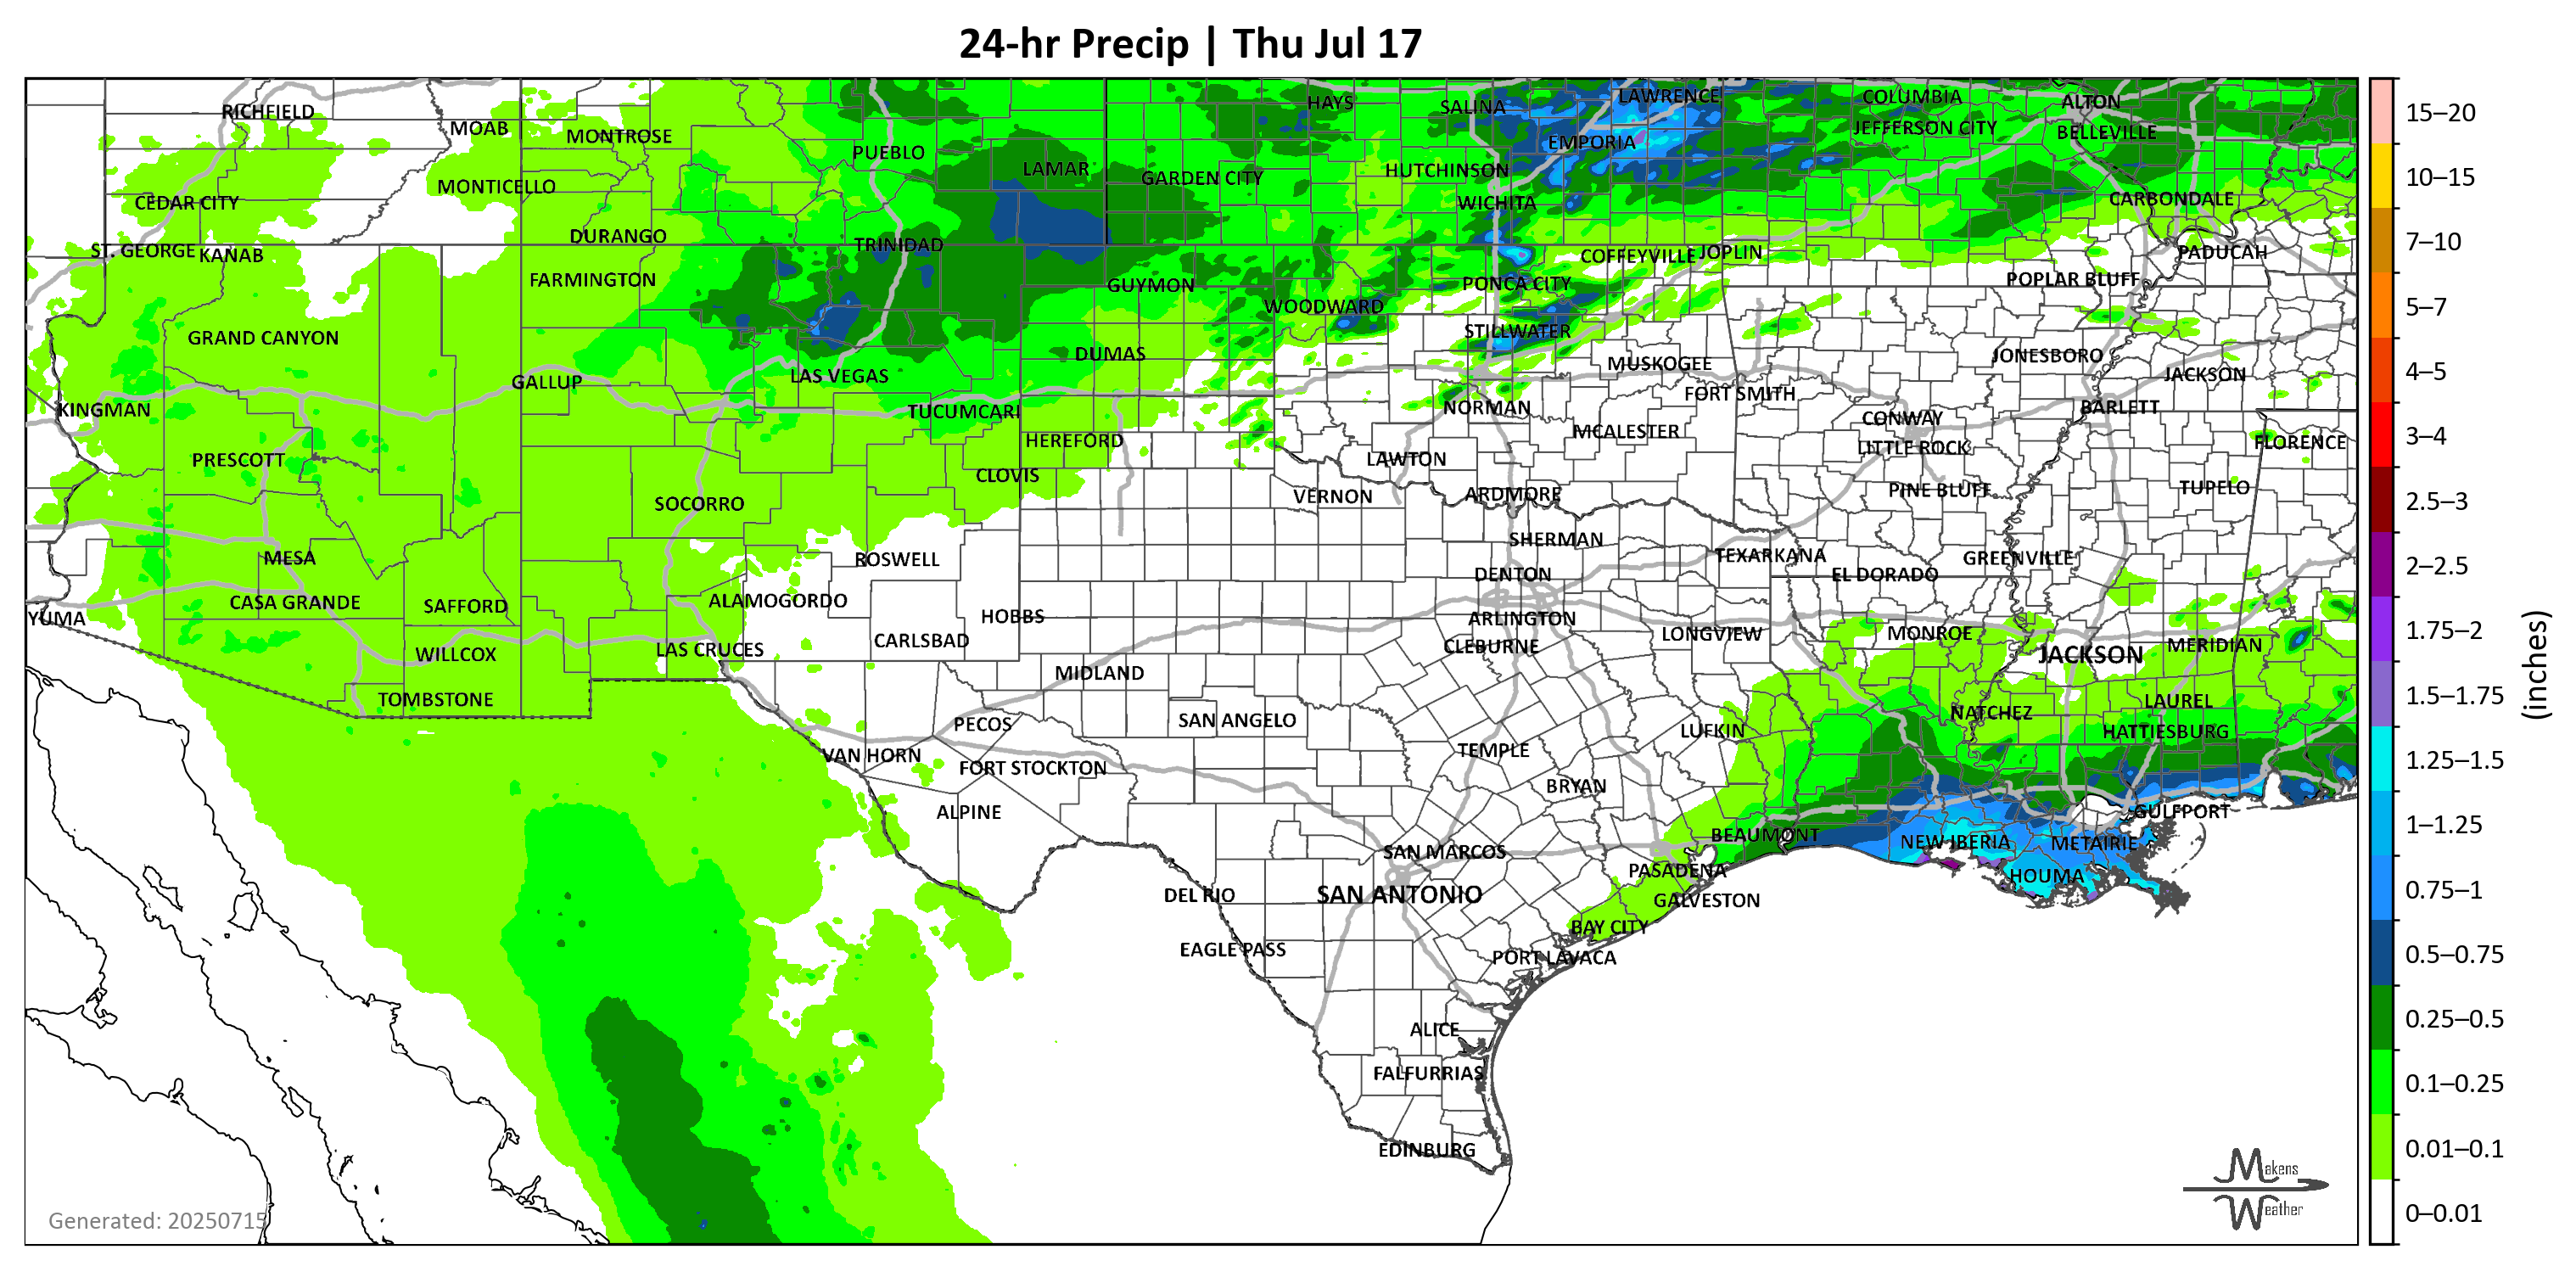 24-hr Precip | Thu Jul 17
RICHFIELD
MOAB
MONTROSE
PUEBLO
LAMAR
GARDEN CITY
HAYS
SALINA
LAWRENCE
EMPORIA
COLUMBIA
JEFFERSON CITY
ALTON
BELLEVILLE
HUTCHINSON
MONTICELLO
CEDAR CITY
WICHITA
CARBONDALE
DURANGO
TRINIDAD
ST. GEORGE
KANAB
FARMINGTON
GUYMON
COFFEYVILLE
JOPLIN
PADUCAH
POPLAR BLUFF
PONCA CITY
WOODWARD
STILLWATER
GRAND CANYON
DUMAS
MUSKOGEE
JONESBORO
JACKSON
GALLUP
LAS VEGAS
FORT SMITH
KINGMAN
TUCUMCARI
NORMAN
CONWAY
BARLETT
HEREFORD
MCALESTER
LITTLE ROCK
FLORENCE
PRESCOTT
CLOVIS
LAWTON
VERNON
ARDMORE
PINE BLUFF
TUPELO
SOCORRO
SHERMAN
MESA
ROSWELL
DENTON
TEXARKANA
EL DORADO
GREENVILLE
CASA GRANDE
SAFFORD
ALAMOGORDO
HOBBS
ARLINGTON
YUMA
CARLSBAD
CLEBURNE
LONGVIEW
MONROE
JACKSON
MERIDIAN
WILLCOX
LAS CRUCES
MIDLAND
TOMBSTONE
PECOS
SAN ANGELO
LUFKIN
NATCHEZ
LAUREL
HATTIESBURG
VAN HORN
FORT STOCKTON
TEMPLE
BRYAN
ALPINE
BEAUMONT
GULFPORT
NEW IBERIA
METAIRIE
SAN MARCOS
PASADENA
HOUMA
DEL RIO
SAN ANTONIO
GALVESTON
BAY CITY
EAGLE PASS
PORT LAVACA
ALICE
FALFURRIAS
EDINBURG
Generated: 20250715
Makens
Weather
15–20
10–15
7–10
5–7
4–5
3–4
2.5–3
2–2.5
1.75–2
1.5–1.75
1.25–1.5
1–1.25
0.75–1
0.5–0.75
0.25–0.5
0.1–0.25
0.01–0.1
0–0.01
(inches)